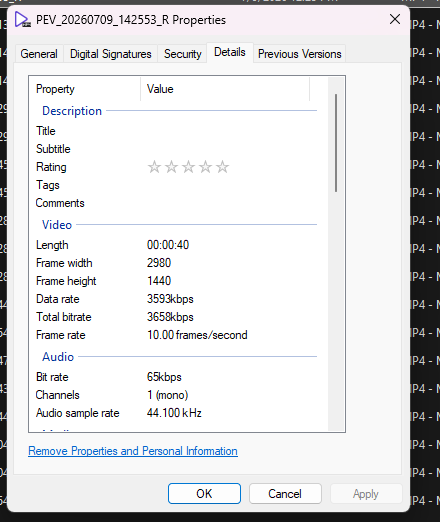 PEV_20260709_142553_R Properties
General Digital Signatures Security Details Previous Versions
Property Value
Description
Title
Subtitle
Rating
Tags
Comments
Video
Length 00:00:40
Frame width 2980
Frame height 1440
Data rate 3593kbps
Total bitrate 3658kbps
Frame rate 10.00 frames/second
Audio
Bit rate 65kbps
Channels 1 (mono)
Audio sample rate 44.100 kHz
Remove Properties and Personal Information
OK Cancel Apply